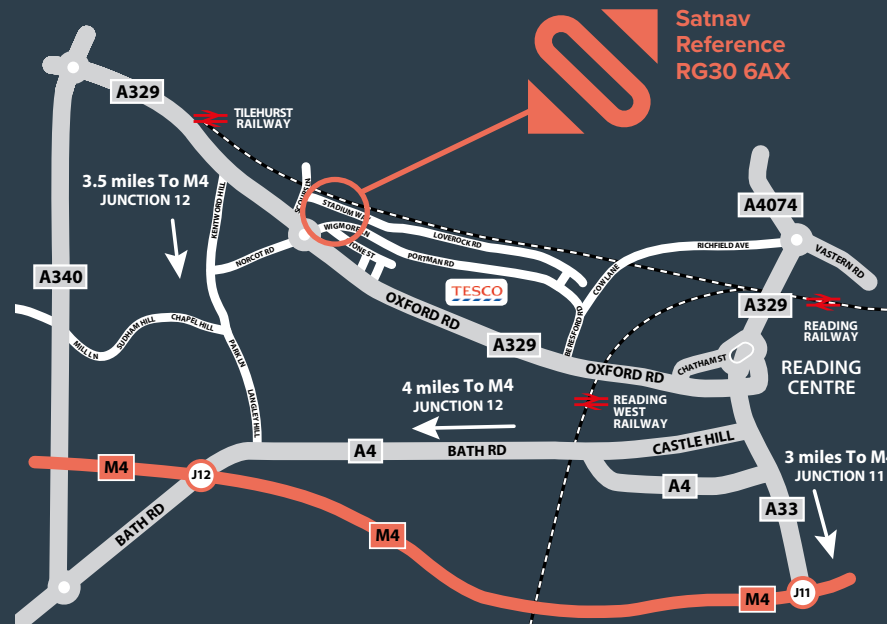 Satnav
Reference
RG30 6AX
A329
TILEHURST
RAILWAY
3.5 miles To M4
JUNCTION 12
KENTWORD HILL
STADIUM WAY
WIGMORE LN
LOVEROCK RD
NORCOT RD
PORTMAN RD
A4074
RICHFIELD AVE
VASTERN RD
COW LANE
A340
TESCO
OXFORD RD
BERESFORD RD
A329
A329
READING
RAILWAY
MILL LN
SUDHAM HILL
CHAPEL HILL
PARK LN
OXFORD RD
CHATHAM ST
READING
CENTRE
LANGLEY HILL
4 miles To M4
JUNCTION 12
READING
WEST
RAILWAY
A4
BATH RD
CASTLE HILL
3 miles To M4
JUNCTION 11
M4
J12
A4
A33
BATH RD
M4
M4
J11